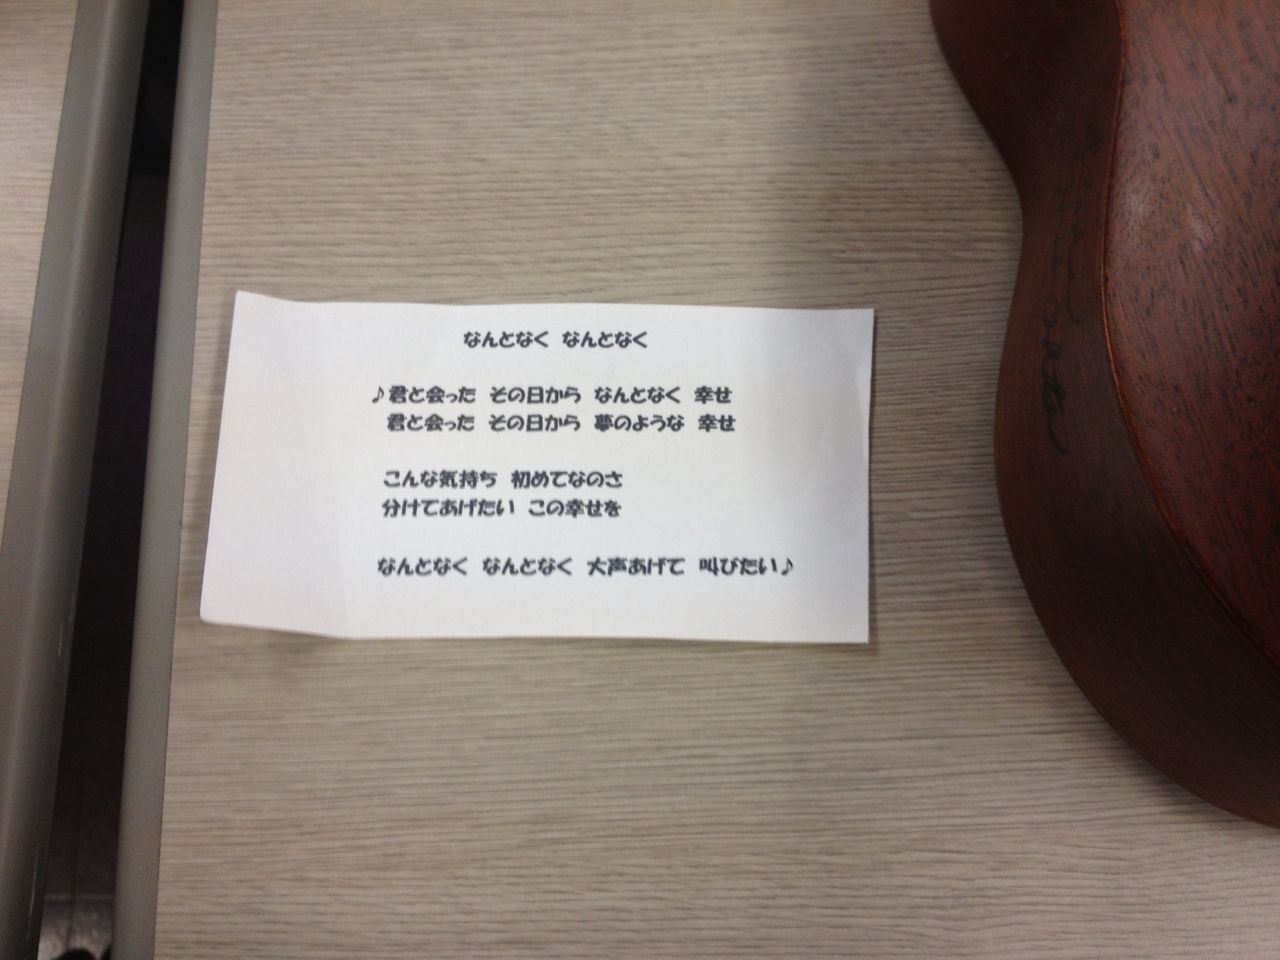 なんとなく なんとなく
♪君と会った その日から なんとなく 幸せ
君と会った その日から 夢のような 幸せ
こんな気持ち 初めてなのさ
分けてあげたい この幸せを
なんとなく なんとなく 大声あげて 叫びたい♪